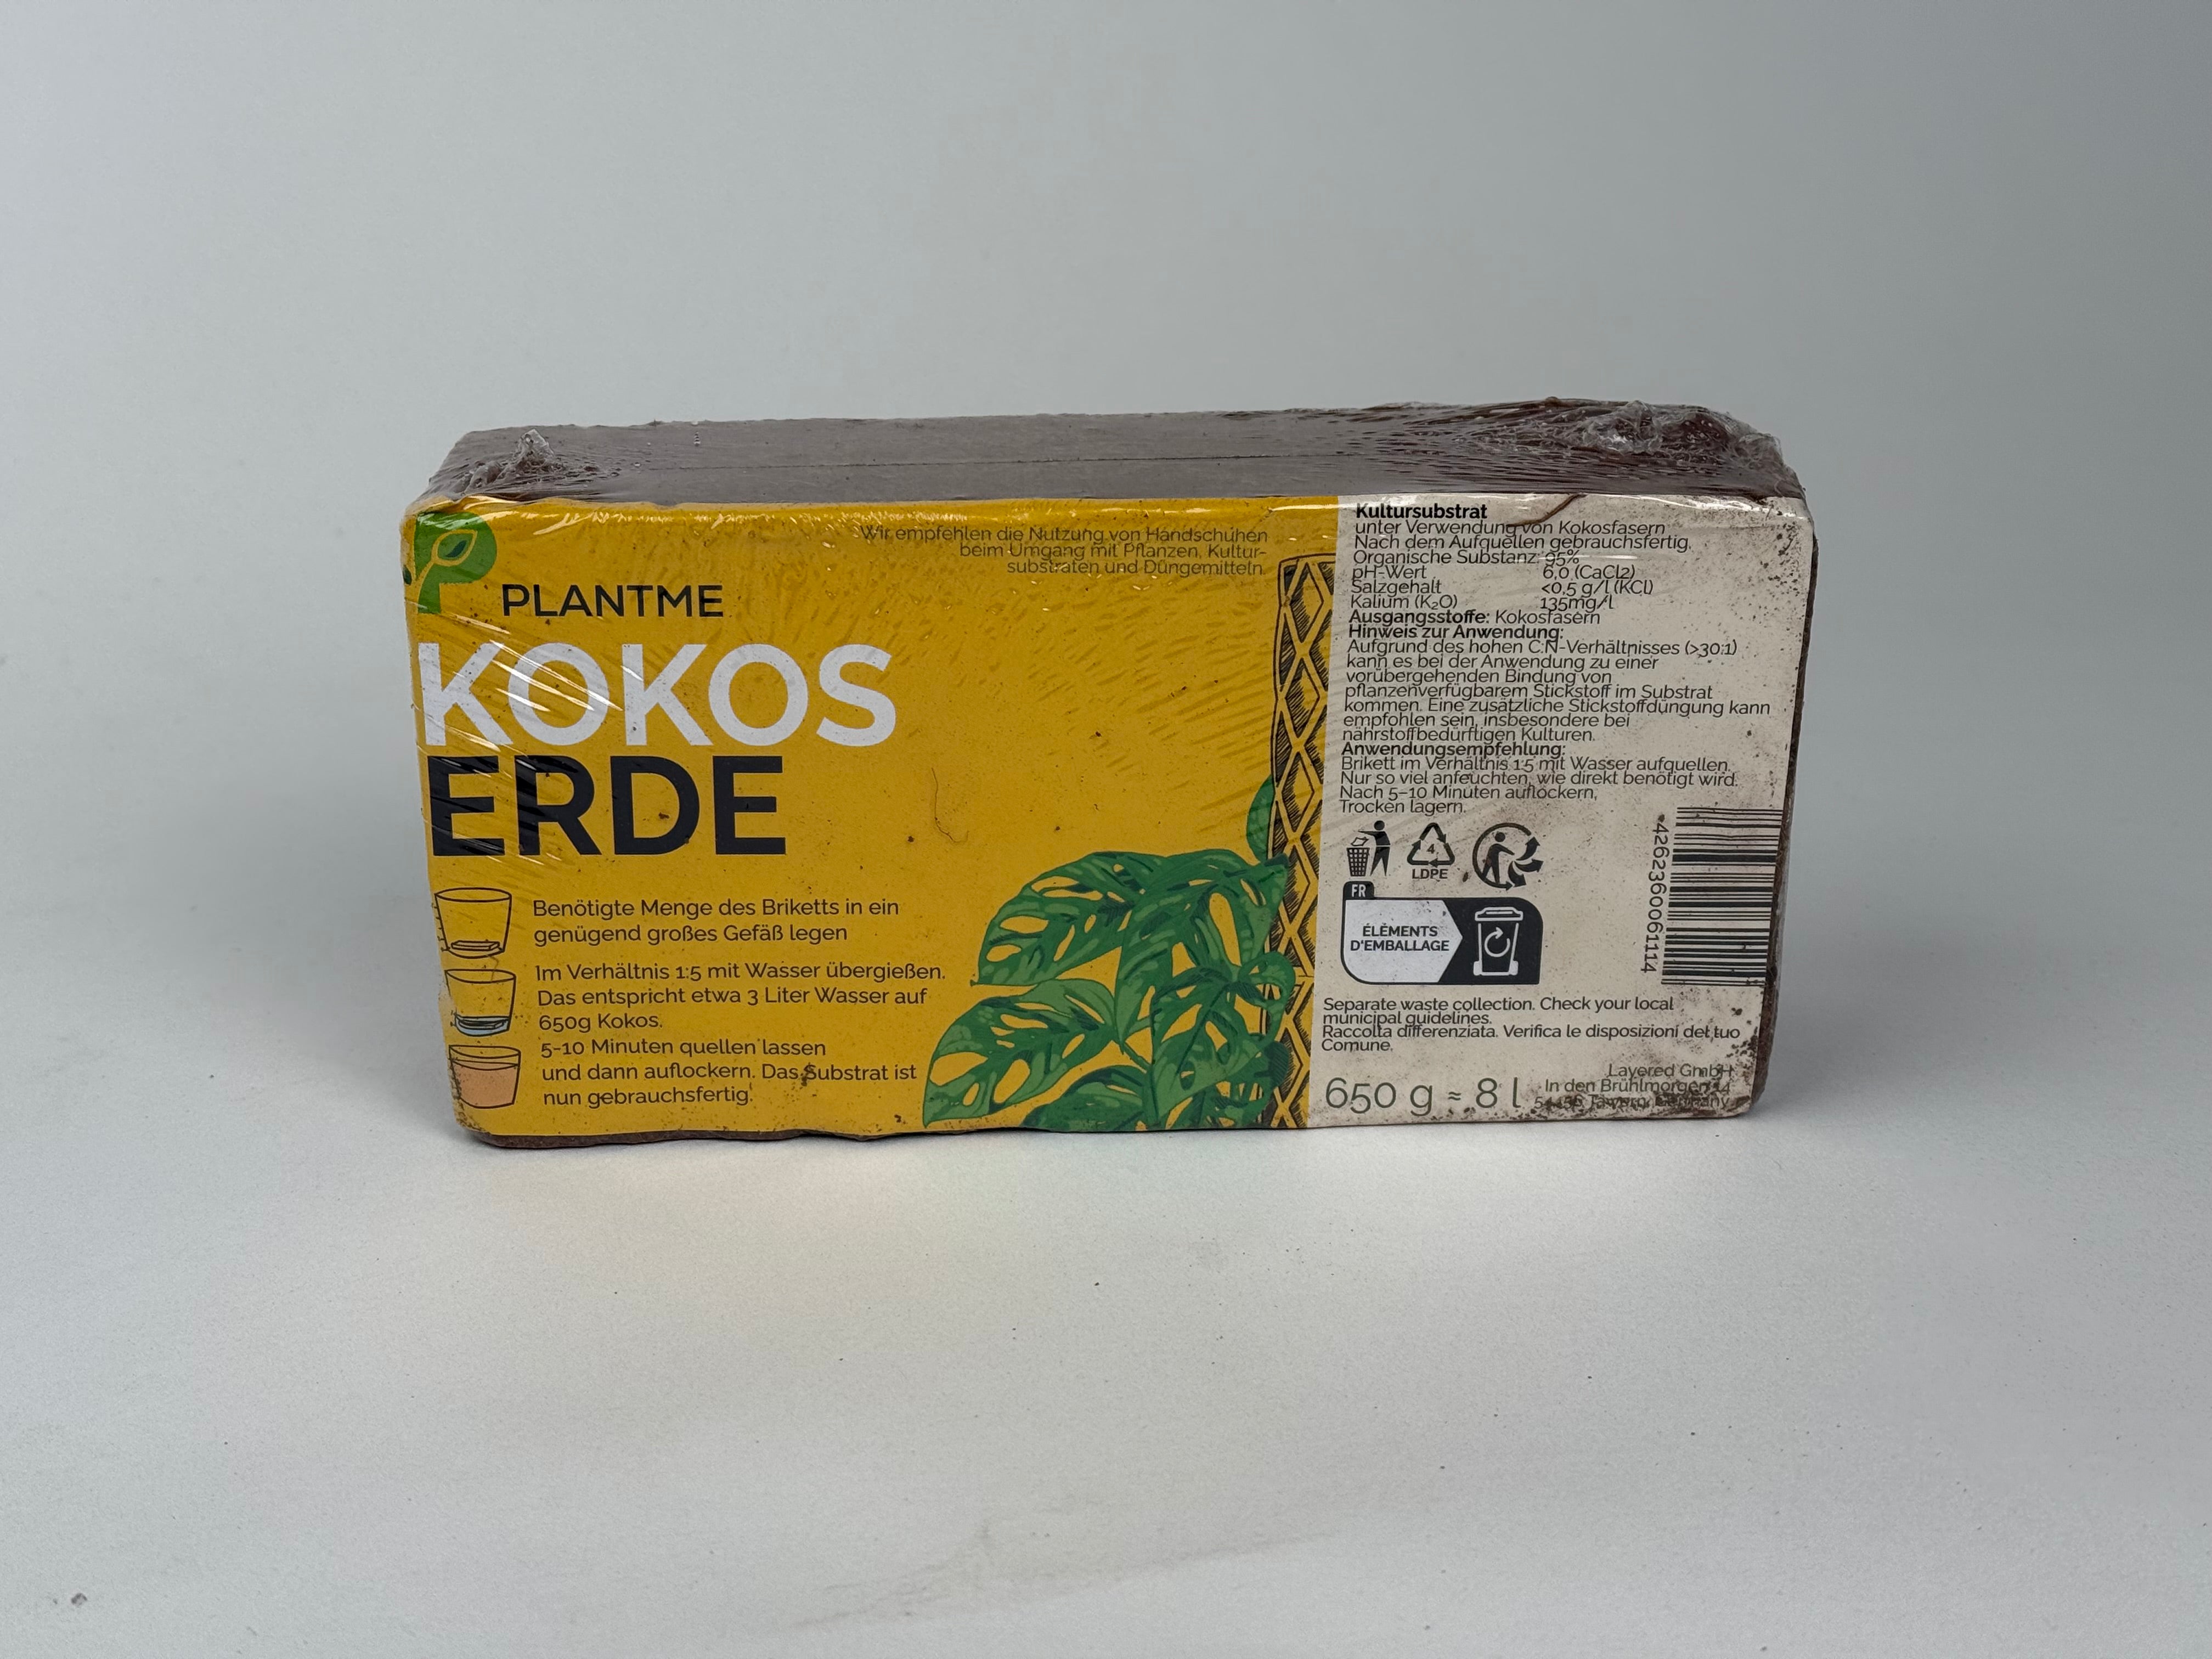 PLANTME
KOKOS
ERDE
Wir empfehlen die Nutzung von Handschuhen
beim Umgang mit Pflanzen, Kultur-
substraten und Düngemitteln.
Benötigte Menge des Briketts in ein
genügend großes Gefäß legen
Im Verhältnis 1:5 mit Wasser übergießen.
Das entspricht etwa 3 Liter Wasser auf
650g Kokos.
5-10 Minuten quellen lassen
und dann auflockern. Das Substrat ist
nun gebrauchsfertig.
Kultursubstrat
unter Verwendung von Kokosfasern
Nach dem Aufquellen gebrauchsfertig.
Organische Substanz: 95%
pH-Wert 6,0 (CaCl2)
Salzgehalt <0.5 g/l (KCl)
Kalium (K₂O) 135mg/l
Ausgangsstoffe: Kokosfasern
Hinweis zur Anwendung:
Aufgrund des hohen C:N-Verhältnisses (>30:1)
kann es bei der Anwendung zu einer
vorübergehenden Bindung von
pflanzenverfügbarem Stickstoff im Substrat
kommen. Eine zusätzliche Stickstoffdüngung kann
empfohlen sein, insbesondere bei
nährstoffbedürftigen Kulturen.
Anwendungsempfehlung:
Brikett im Verhältnis 1:5 mit Wasser aufquellen.
Nur so viel anfeuchten, wie direkt benötigt wird.
Nach 5–10 Minuten auflockern,
Trocken lagern.
4
LDPE
FR
ÉLÉMENTS
D'EMBALLAGE
4262360061114
Separate waste collection. Check your local
municipal guidelines.
Raccolta differenziata. Verifica le disposizioni del tuo
Comune.
650 g ≈ 8 l
Layered GmbH
In den Brühlmorgen 14
54456 Tawern, Germany